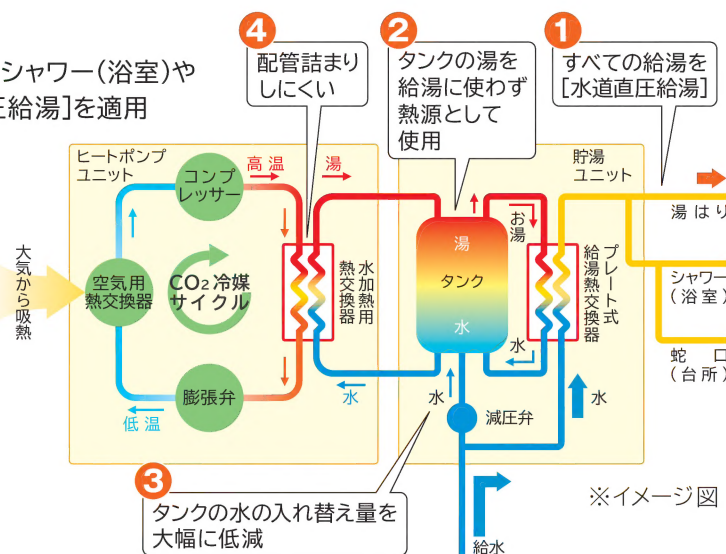 シャワー(浴室)や
圧給湯]を適用
4
配管詰まり
しにくい
2
タンクの湯を
給湯に使わず
熱源として
使用
1
すべての給湯を
[水道直圧給湯]
ヒートポンプ
ユニット
コンプ
レッサー
高温
湯
貯湯
ユニット
湯はり
お湯
大気から吸熱
空気用
熱交換器
CO2冷媒
サイクル
水加熱用
熱交換器
湯
タンク
水
プレート式
給湯熱交換器
シャワー
(浴室)
蛇口
(台所)
膨張弁
低温
水
水
水
減圧弁
水
3
タンクの水の入れ替え量を
大幅に低減
給水
※イメージ図